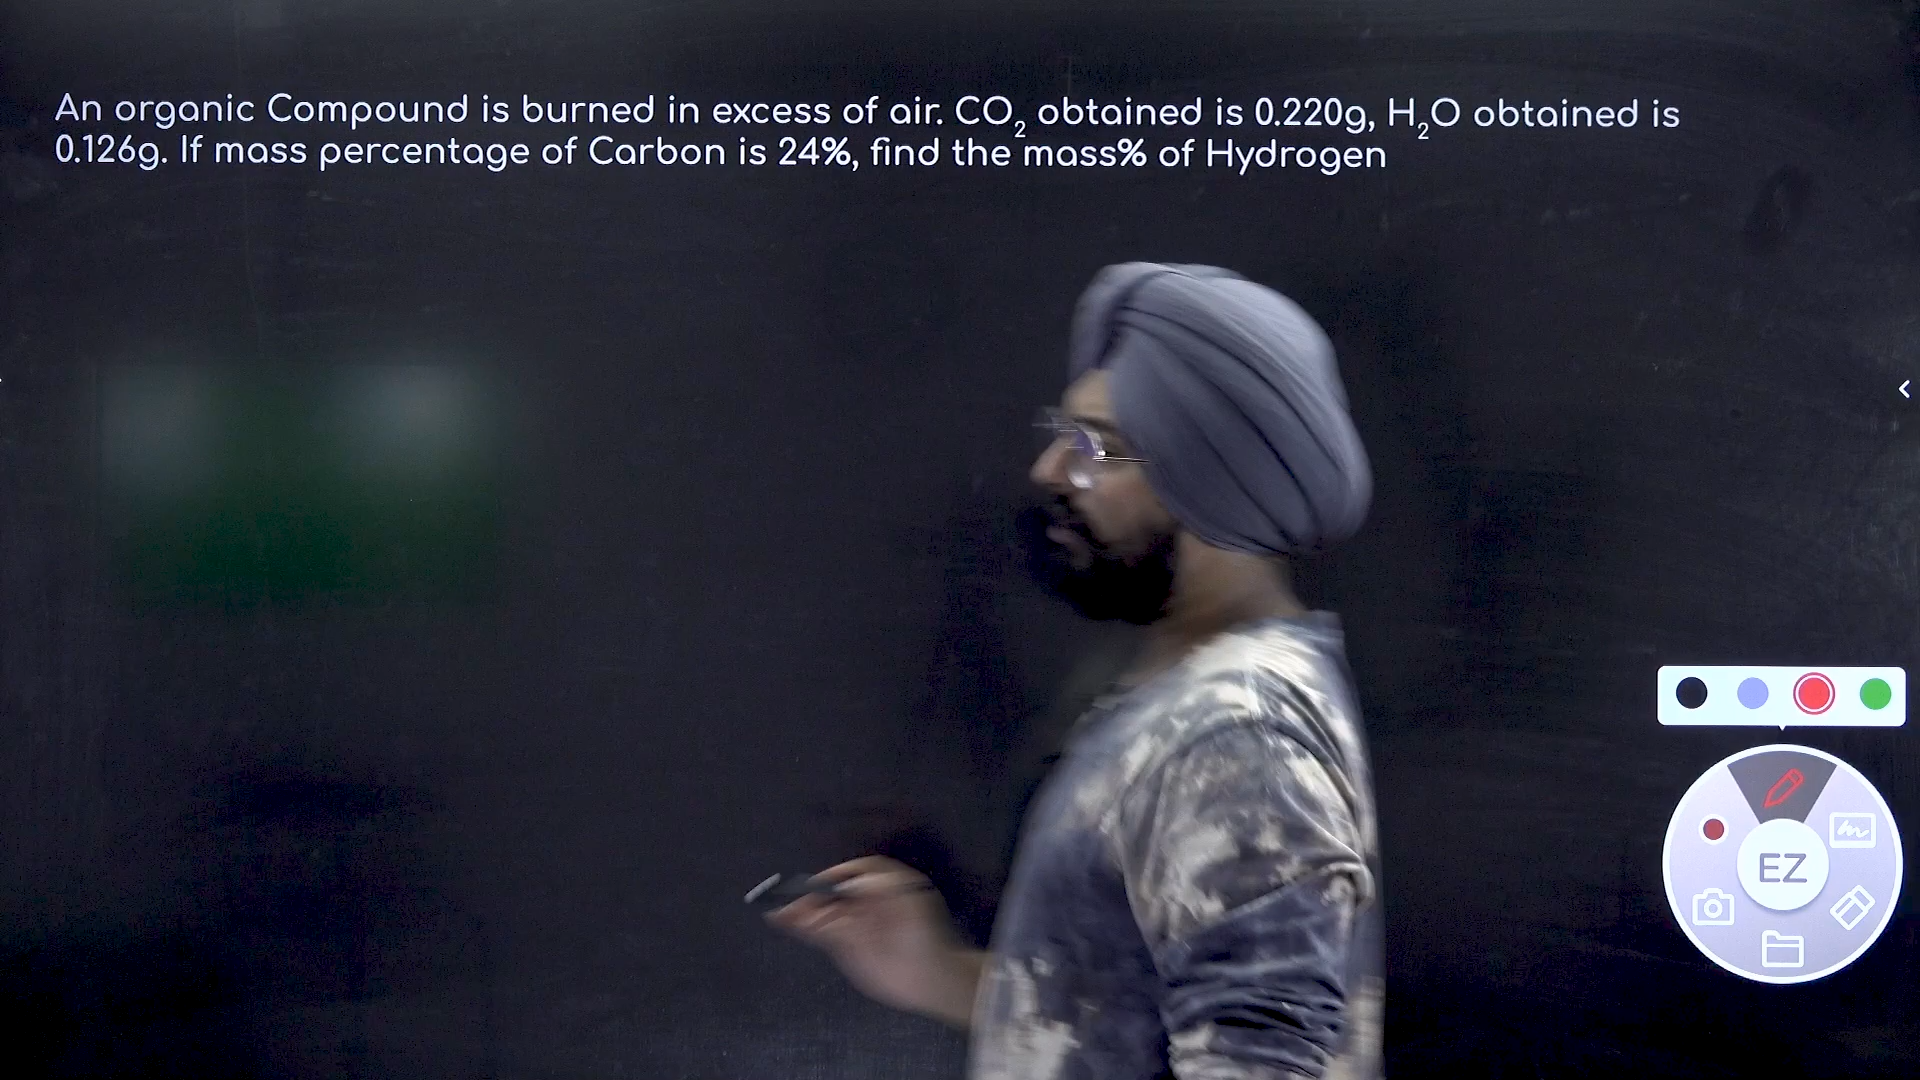 An organic Compound is burned in excess of air. CO₂ obtained is 0.220g, H₂O obtained is
0.126g. If mass percentage of Carbon is 24%, find the mass% of Hydrogen
EZ